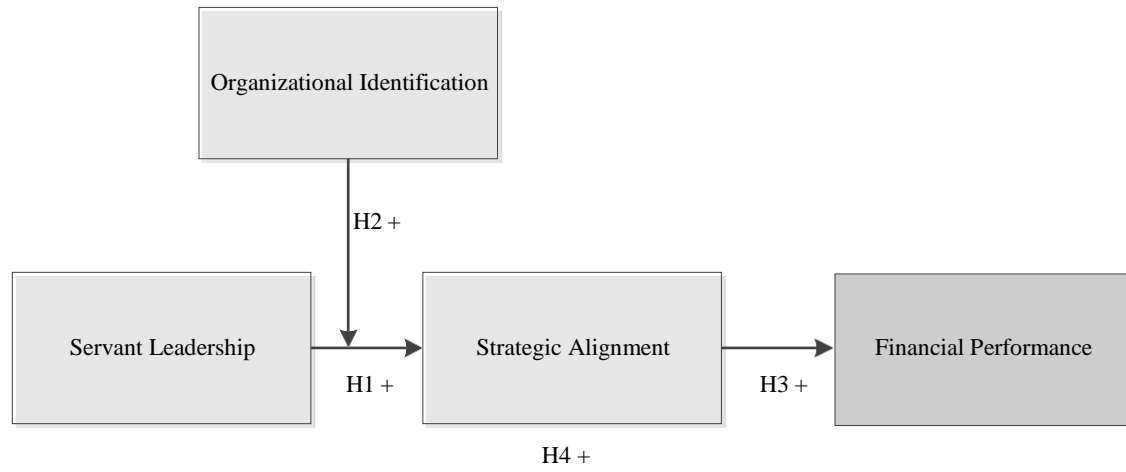 Organizational Identification
H2 +
Servant Leadership
Strategic Alignment
Financial Performance
H1 +
H3 +
H4 +